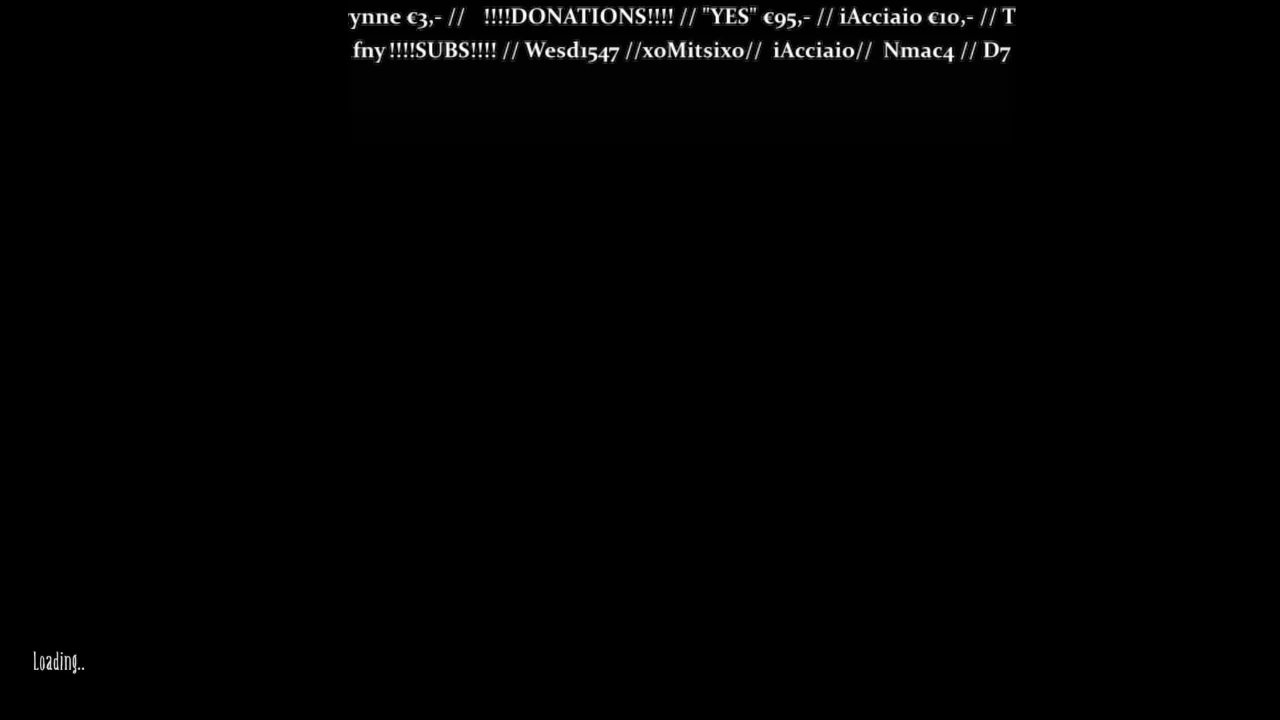 ynne €3,- // !!!!DONATIONS!!!! // "YES" €95,- // iAcciaio €10,- // T
fny !!!!SUBS!!!! // Wesd1547 //xoMitsixo// iAcciaio// Nmac4 // D7
Loading..